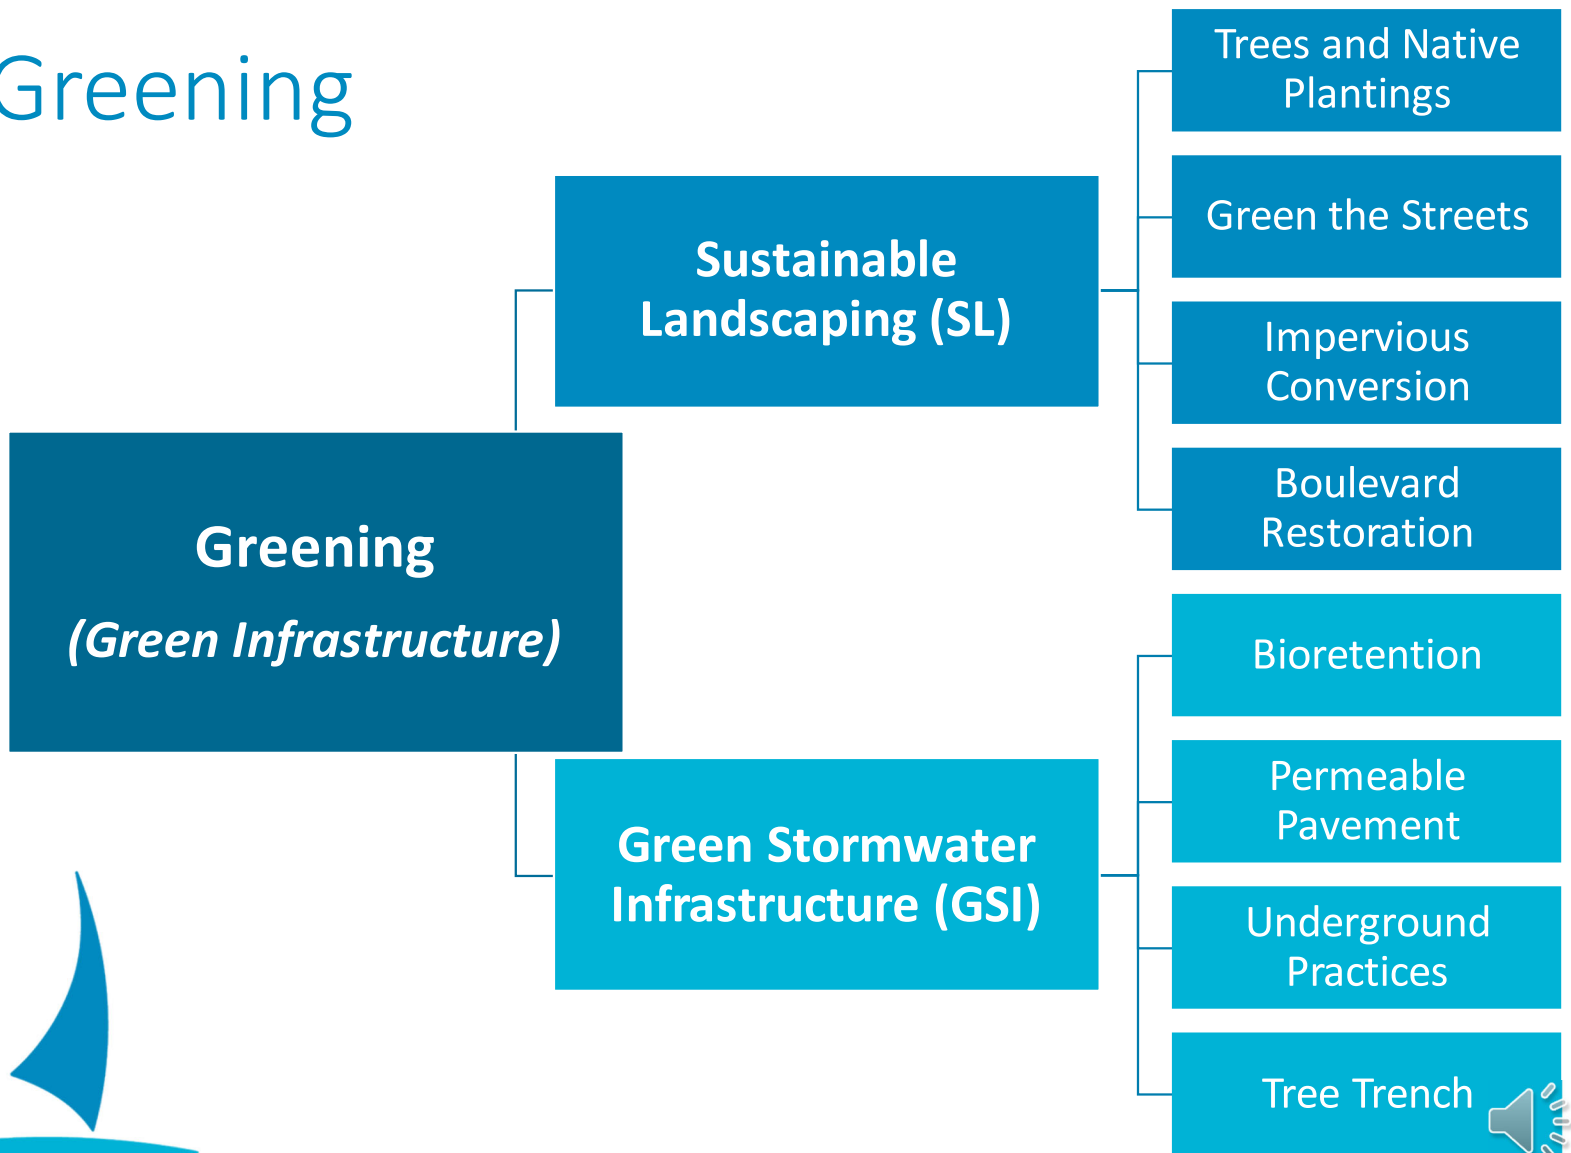 Greening
Greening
(Green Infrastructure)
Sustainable
Landscaping (SL)
Trees and Native
Plantings
Green the Streets
Impervious
Conversion
Boulevard
Restoration
Green Stormwater
Infrastructure (GSI)
Bioretention
Permeable
Pavement
Underground
Practices
Tree Trench